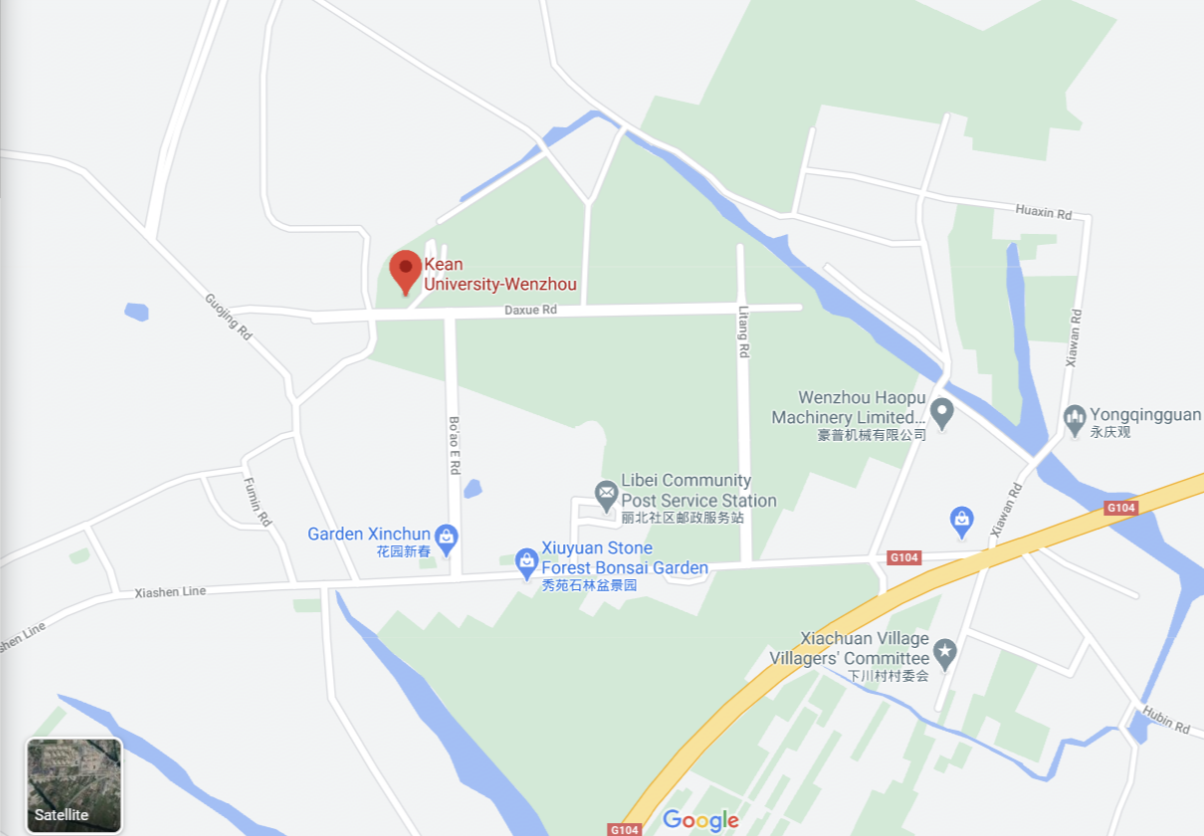 Huaxin Rd
Kean
University-Wenzhou
Guojing Rd
Daxue Rd
Litang Rd
Xiawan Rd
Wenzhou Haopu
Machinery Limited...
豪普机械有限公司
Yongqingguan
永庆观
Bo'ao E Rd
Fumin Rd
Libei Community
Post Service Station
丽北社区邮政服务站
Xiawan Rd
G104
Garden Xinchun
花园新春
Xiuyuan Stone
Forest Bonsai Garden
秀苑石林盆景园
G104
Xiashen Line
shen Line
Xiachuan Village
Villagers' Committee
下川村村委会
Hubin Rd
Satellite
G104
Google